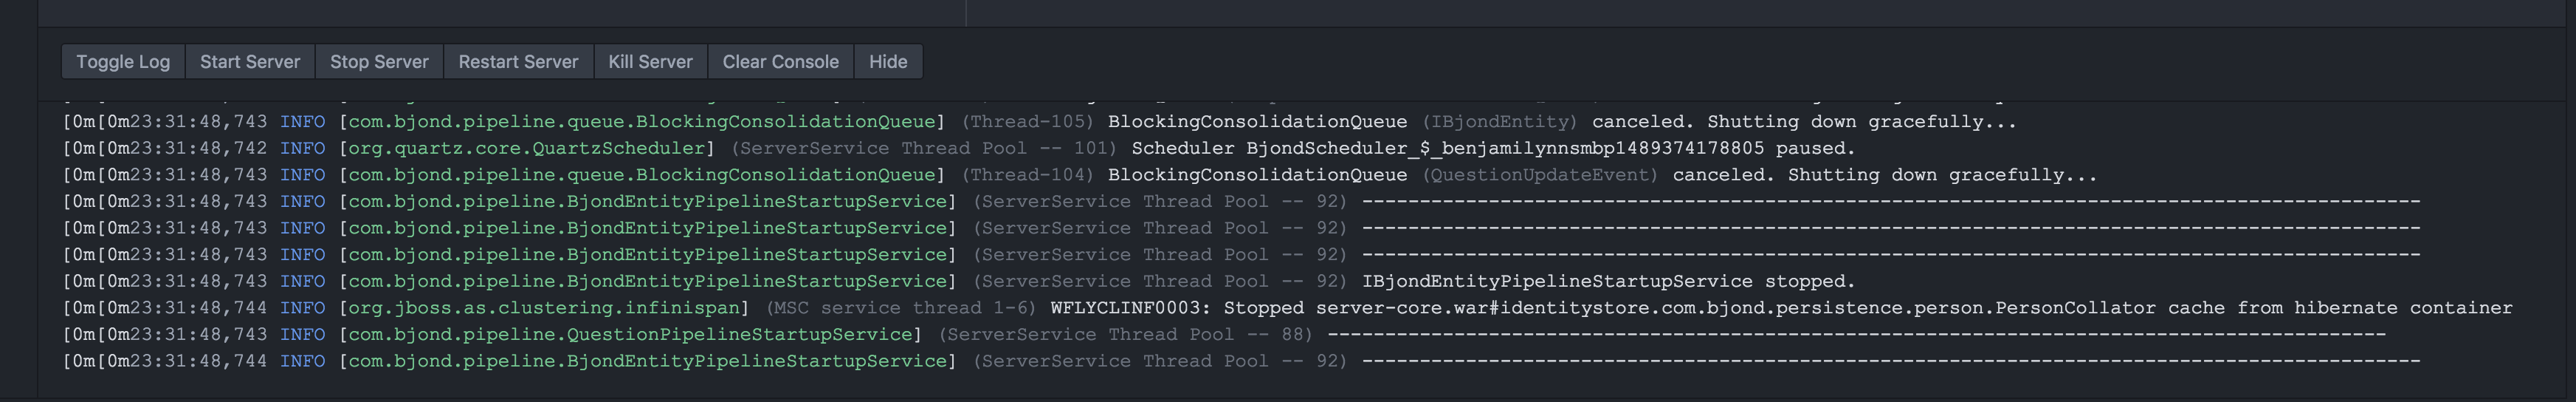 Toggle Log Start Server Stop Server Restart Server Kill Server Clear Console Hide
[0m[0m23:31:48,743 INFO [com.bjond.pipeline.queue.BlockingConsolidationQueue] (Thread-105) BlockingConsolidationQueue (IBjondEntity) canceled. Shutting down gracefully...
[0m[0m23:31:48,742 INFO [org.quartz.core.QuartzScheduler] (ServerService Thread Pool -- 101) Scheduler BjondScheduler_$_benjamilynnsmbp1489374178805 paused.
[0m[0m23:31:48,743 INFO [com.bjond.pipeline.queue.BlockingConsolidationQueue] (Thread-104) BlockingConsolidationQueue (QuestionUpdateEvent) canceled. Shutting down gracefully...
[0m[0m23:31:48,743 INFO [com.bjond.pipeline.BjondEntityPipelineStartupService] (ServerService Thread Pool -- 92) --------------------------------------------------------------------------------------------
[0m[0m23:31:48,743 INFO [com.bjond.pipeline.BjondEntityPipelineStartupService] (ServerService Thread Pool -- 92) --------------------------------------------------------------------------------------------
[0m[0m23:31:48,743 INFO [com.bjond.pipeline.BjondEntityPipelineStartupService] (ServerService Thread Pool -- 92) --------------------------------------------------------------------------------------------
[0m[0m23:31:48,743 INFO [com.bjond.pipeline.BjondEntityPipelineStartupService] (ServerService Thread Pool -- 92) IBjondEntityPipelineStartupService stopped.
[0m[0m23:31:48,744 INFO [org.jboss.as.clustering.infinispan] (MSC service thread 1-6) WFLYCLINF0003: Stopped server-core.war#identitystore.com.bjond.persistence.person.PersonCollator cache from hibernate container
[0m[0m23:31:48,743 INFO [com.bjond.pipeline.QuestionPipelineStartupService] (ServerService Thread Pool -- 88) --------------------------------------------------------------------------------------------
[0m[0m23:31:48,744 INFO [com.bjond.pipeline.BjondEntityPipelineStartupService] (ServerService Thread Pool -- 92) --------------------------------------------------------------------------------------------